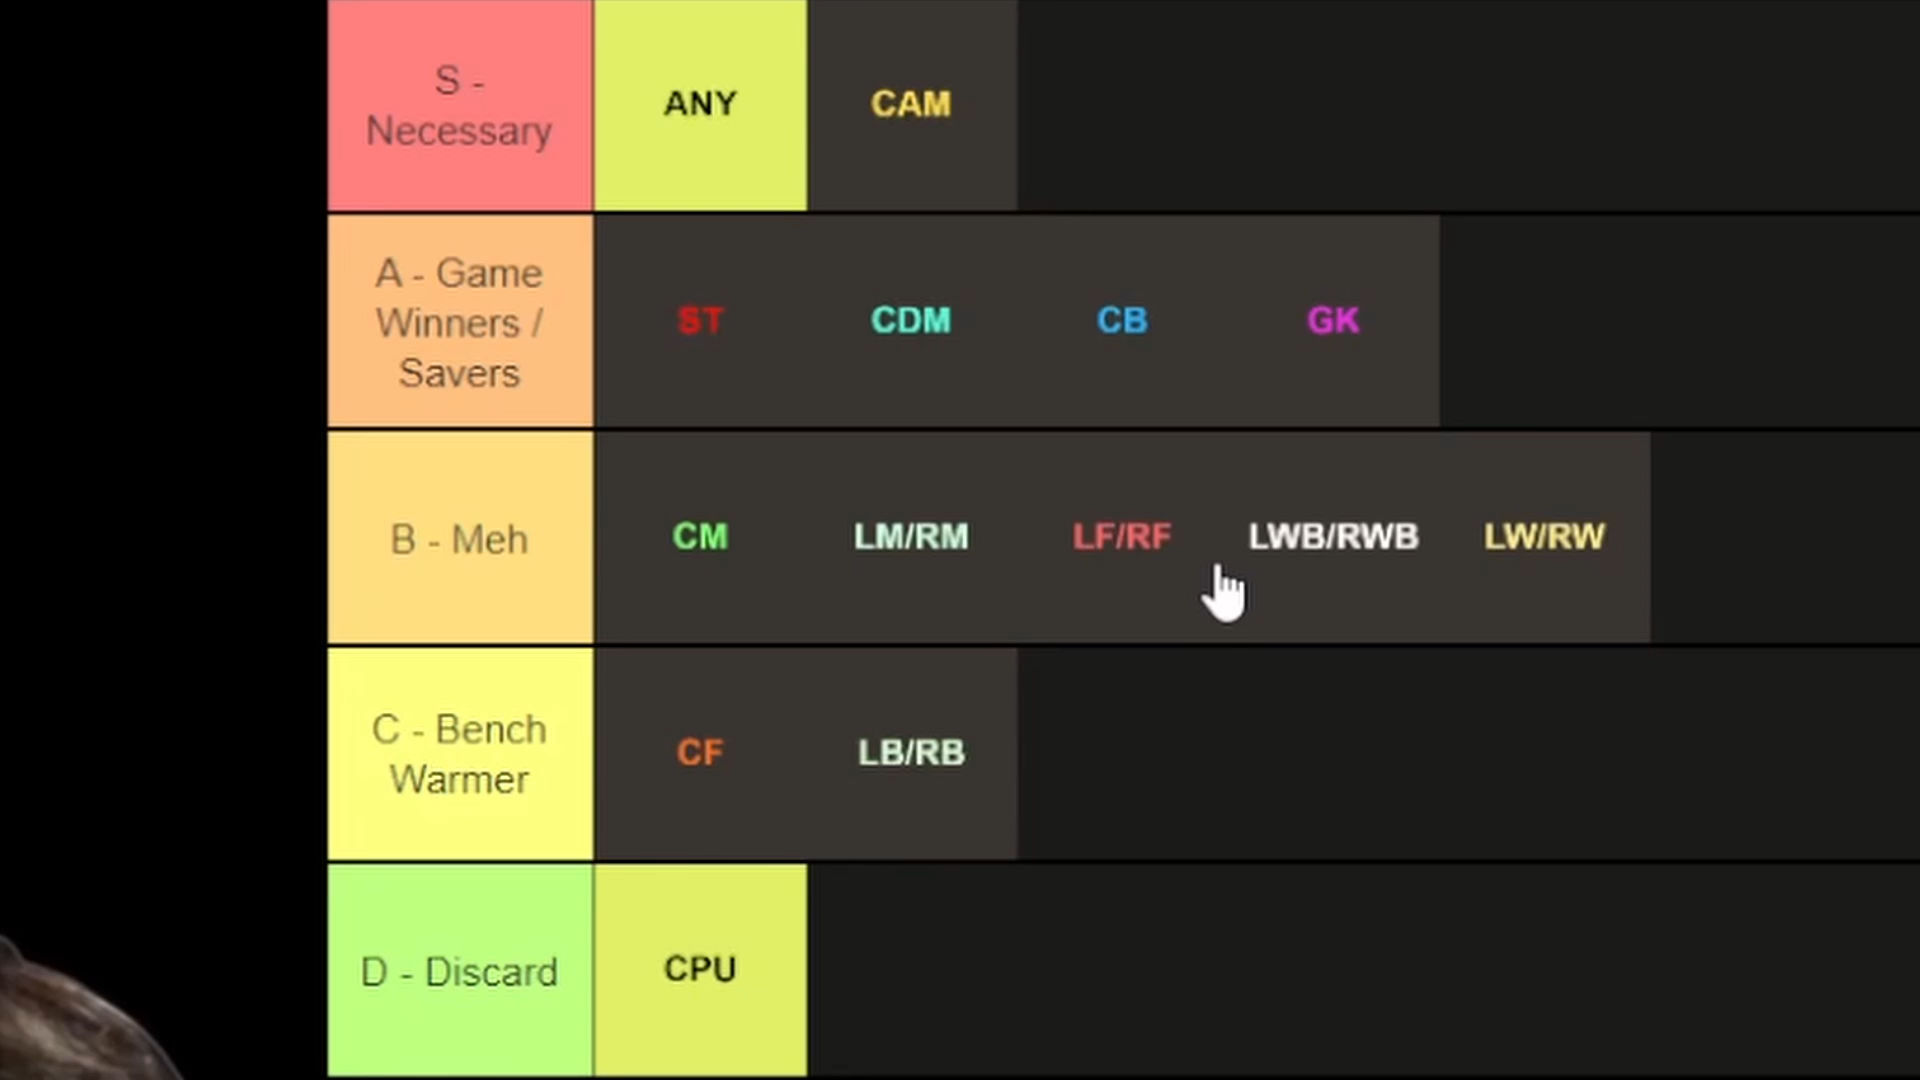 S -
Necessary
ANY
CAM
A - Game
Winners /
Savers
ST
CDM
CB
GK
B - Meh
CM
LM/RM
LF/RF
LWB/RWB
LW/RW
C - Bench
Warmer
CF
LB/RB
D - Discard
CPU